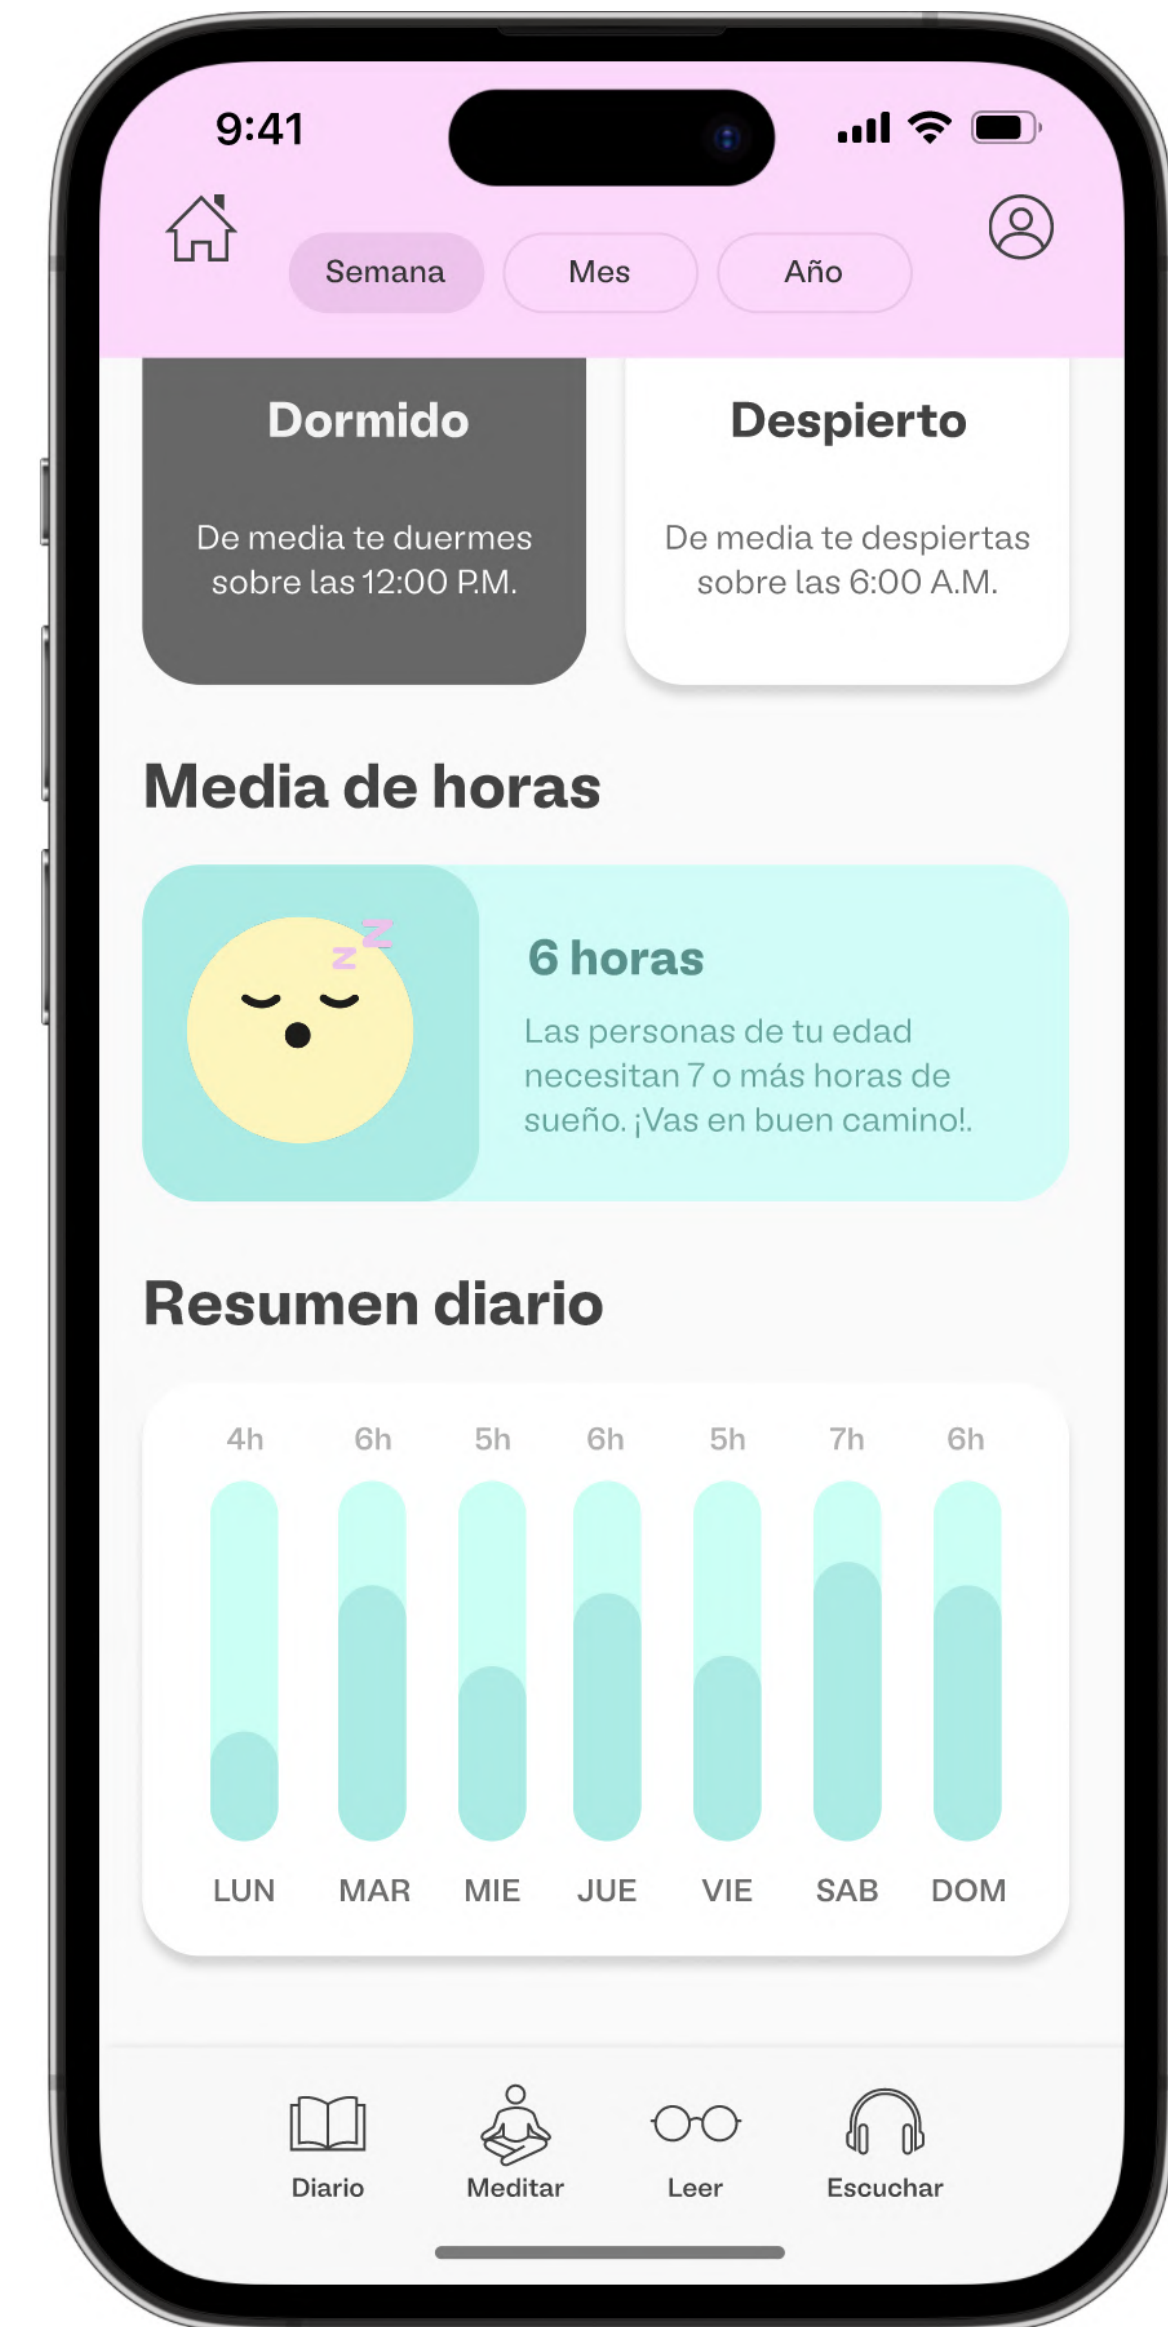 9:41
Semana
Mes
Año
Dormido
De media te duermes
sobre las 12:00 P.M.
Despierto
De media te despiertas
sobre las 6:00 A.M.
Media de horas
z Z
6 horas
Las personas de tu edad
necesitan 7 o más horas de
sueño. ¡Vas en buen camino!.
Resumen diario
4h 6h 5h 6h 5h 7h 6h
LUN MAR MIE JUE VIE SAB DOM
Diario
Meditar
Leer
Escuchar